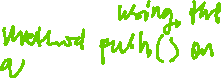 using the
method push() on
a